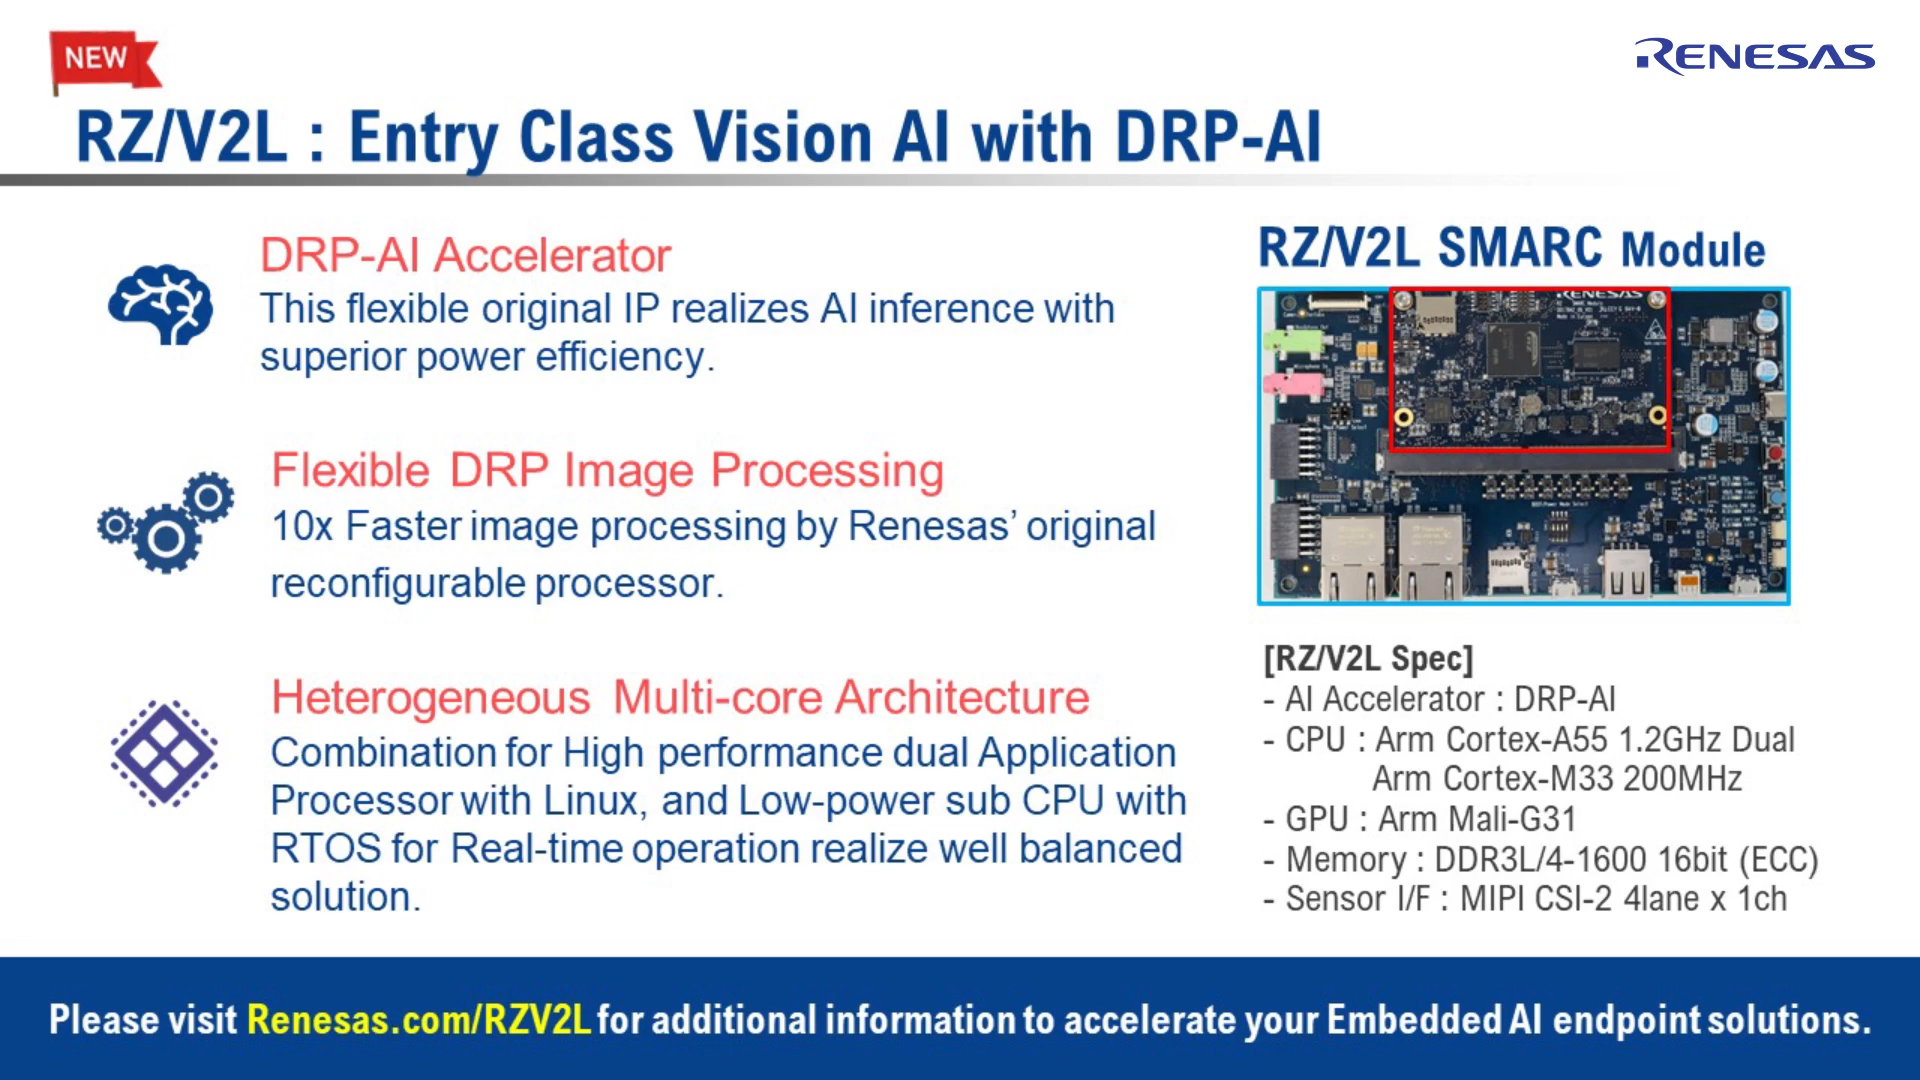 NEW
RENESAS
RZ/V2L : Entry Class Vision AI with DRP-AI
DRP-AI Accelerator
This flexible original IP realizes AI inference with
superior power efficiency.
Flexible DRP Image Processing
10x Faster image processing by Renesas’ original
reconfigurable processor.
Heterogeneous Multi-core Architecture
Combination for High performance dual Application
Processor with Linux, and Low-power sub CPU with
RTOS for Real-time operation realize well balanced
solution.
RZ/V2L SMARC Module
RENESAS
[RZ/V2L Spec]
- AI Accelerator : DRP-AI
- CPU : Arm Cortex-A55 1.2GHz Dual
Arm Cortex-M33 200MHz
- GPU : Arm Mali-G31
- Memory : DDR3L/4-1600 16bit (ECC)
- Sensor I/F : MIPI CSI-2 4lane x 1ch
Please visit Renesas.com/RZV2L for additional information to accelerate your Embedded AI endpoint solutions.